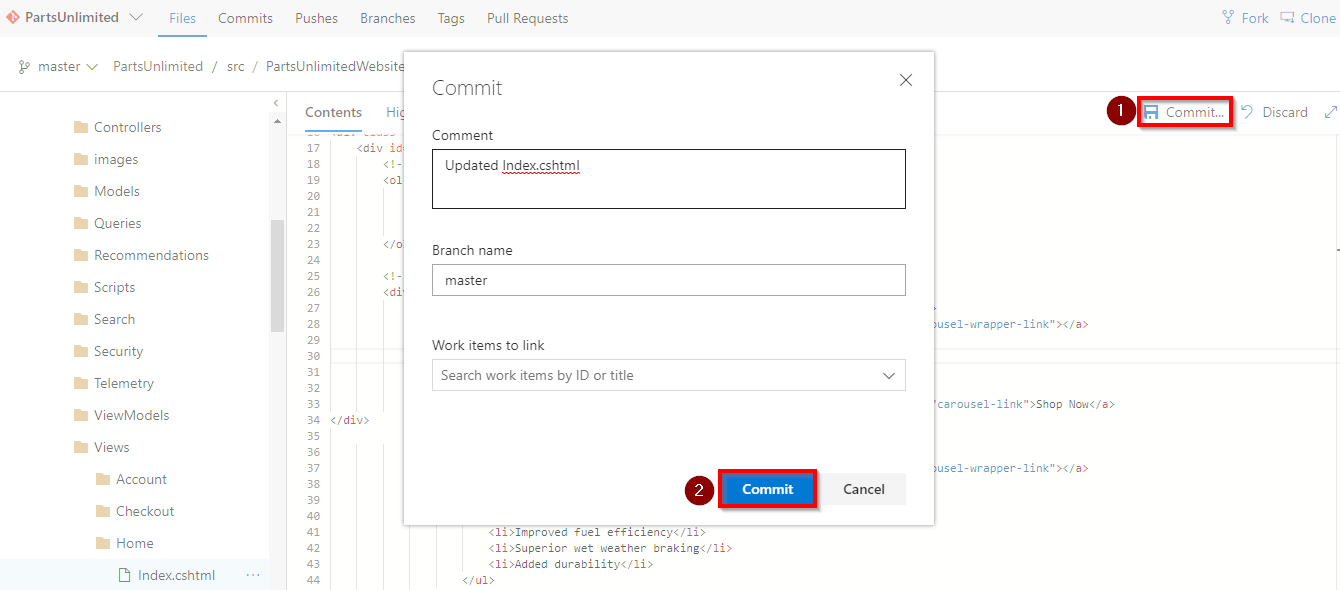 PartsUnlimited
Files Commits Pushes Branches Tags Pull Requests
Fork Clone
master PartsUnlimited / src / PartsUnlimitedWebsite
Contents Hig
1 Commit... Discard
Controllers
images
Models
Queries
Recommendations
Scripts
Search
Security
Telemetry
ViewModels
Views
Account
Checkout
Home
Index.cshtml ...
17 <div id=
18 <!-
19 <ol
20
21
22
23 </o
24
25 <!-
26 <div
27 >
28 ousel-wrapper-link"></a>
29
30
31
32
33 "carousel-link">Shop Now</a>
34 </div>
35
36
37 ousel-wrapper-link"></a>
38
39
40
41 <li>Improved fuel efficiency</li>
42 <li>Superior wet weather braking</li>
43 <li>Added durability</li>
44 </ul>
Commit
Comment
Updated Index.cshtml
Branch name
master
Work items to link
Search work items by ID or title
2 Commit Cancel